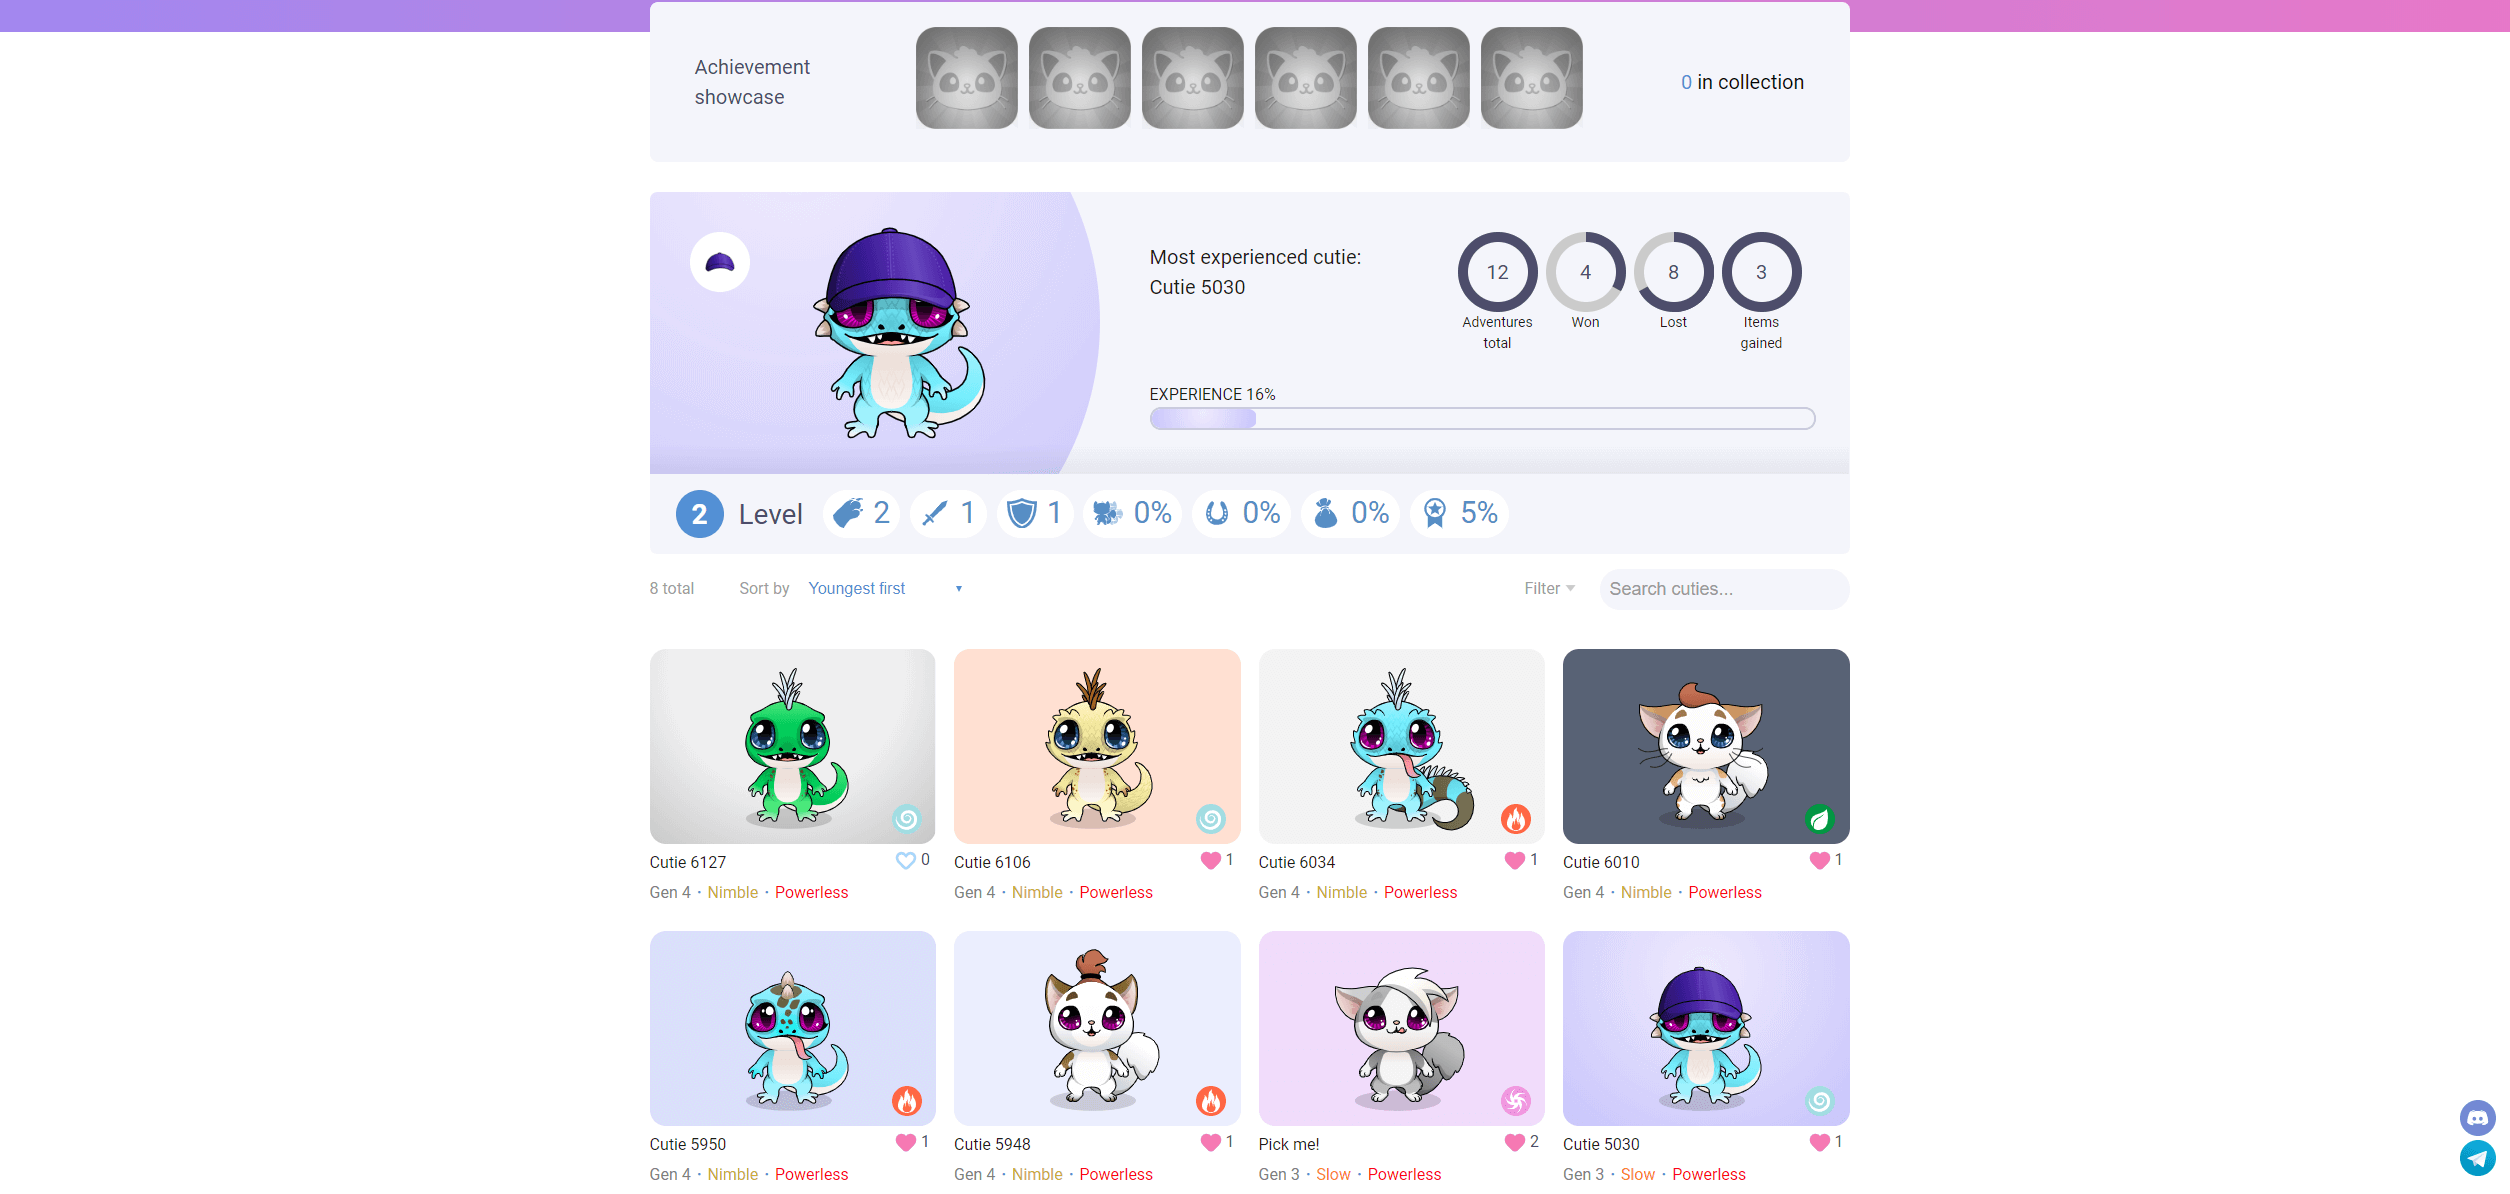 Achievement
showcase
0 in collection
Most experienced cutie:
Cutie 5030
12
4
8
3
Adventures
total
Won
Lost
Items
gained
EXPERIENCE 16%
2 Level 2 1 1 0% 0% 0% 5%
8 total Sort by Youngest first Filter Search cuties...
Cutie 6127 0
Gen 4 · Nimble · Powerless
Cutie 6106 1
Gen 4 · Nimble · Powerless
Cutie 6034 1
Gen 4 · Nimble · Powerless
Cutie 6010 1
Gen 4 · Nimble · Powerless
Cutie 5950 1
Gen 4 · Nimble · Powerless
Cutie 5948 1
Gen 4 · Nimble · Powerless
Pick me! 2
Gen 3 · Slow · Powerless
Cutie 5030 1
Gen 3 · Slow · Powerless